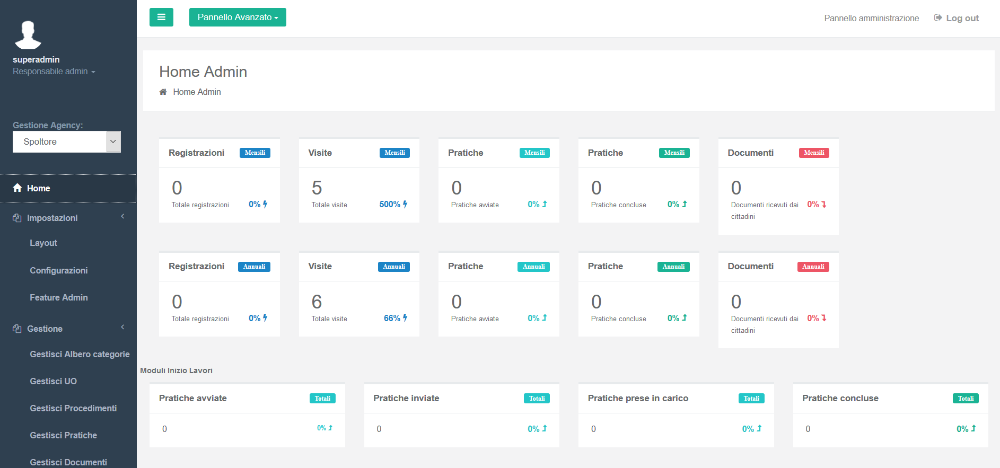 Pannello Avanzato
Pannello amministrazione
Log out
superadmin
Responsabile admin
Gestione Agency:
Spoltore
Home
Impostazioni
Layout
Configurazioni
Feature Admin
Gestione
Gestisci Albero categorie
Gestisci UO
Gestisci Procedimenti
Gestisci Pratiche
Gestisci Documenti
Home Admin
Home Admin
Registrazioni Mensili
0
Totale registrazioni 0%
Visite Mensili
5
Totale visite 500%
Pratiche Mensili
0
Pratiche avviate 0%
Pratiche Mensili
0
Pratiche concluse 0%
Documenti Mensili
0
Documenti ricevuti dai 0%
cittadini
Registrazioni Annuali
0
Totale registrazioni 0%
Visite Annuali
6
Totale visite 66%
Pratiche Annuali
0
Pratiche avviate 0%
Pratiche Annuali
0
Pratiche concluse 0%
Documenti Annuali
0
Documenti ricevuti dai 0%
cittadini
Moduli Inizio Lavori
Pratiche avviate Totali
0 0%
Pratiche inviate Totali
0 0%
Pratiche prese in carico Totali
0 0%
Pratiche concluse Totali
0 0%